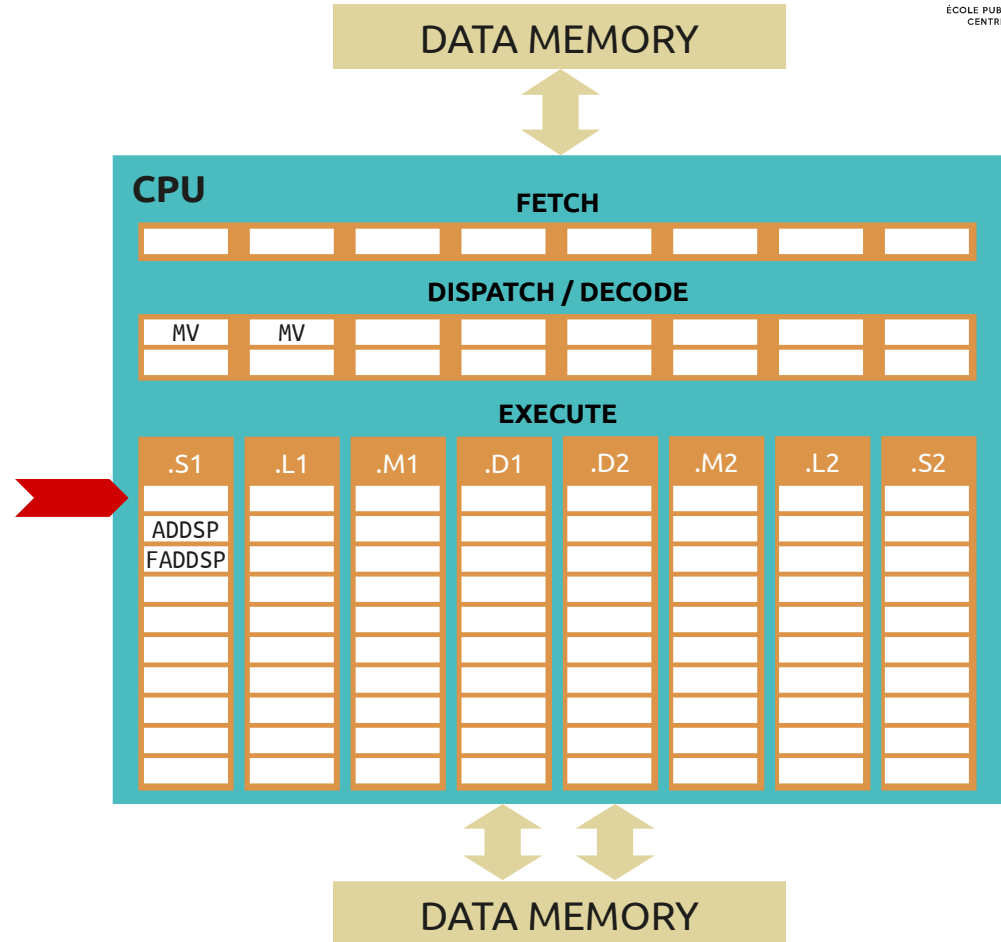 ÉCOLE PUB
CENTR
DATA MEMORY
CPU
FETCH
DISPATCH / DECODE
MV MV
EXECUTE
.S1 .L1 .M1 .D1 .D2 .M2 .L2 .S2
ADDSP
FADDSP
DATA MEMORY